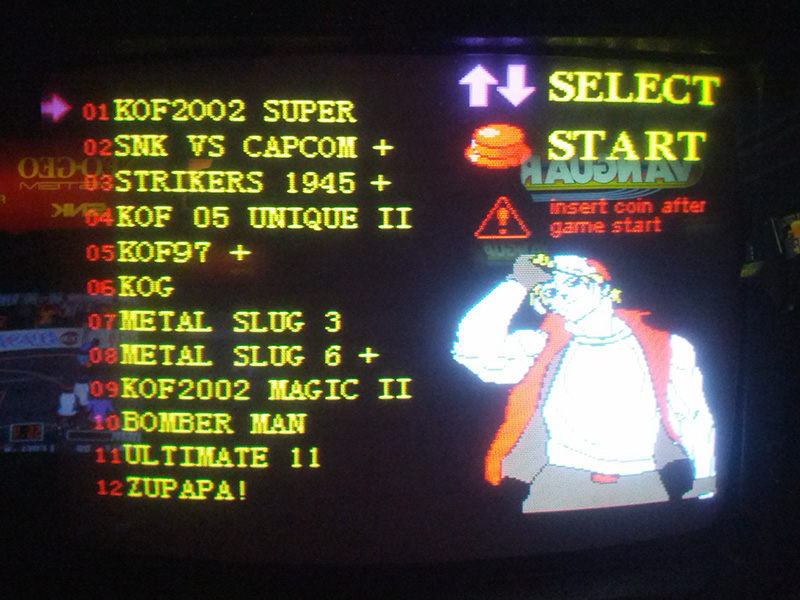 01 KOF2002 SUPER
02 SNK VS CAPCOM +
03 STRIKERS 1945 +
04 KOF 05 UNIQUE II
05 KOF97 +
06 KOG
07 METAL SLUG 3
08 METAL SLUG 6 +
09 KOF2002 MAGIC II
10 BOMBER MAN
11 ULTIMATE 11
12 ZUPAPA!
SELECT
START
VANGUAR
insert coin after
game start